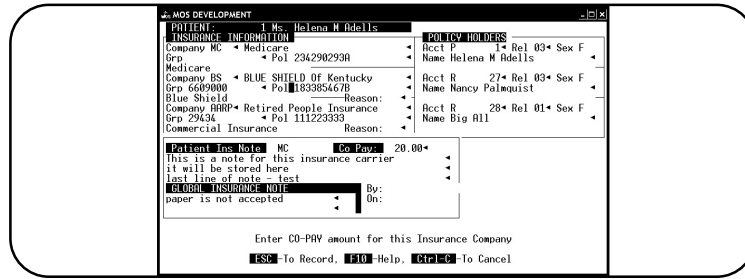 MOS DEVELOPMENT
PATIENT: 1 Ms. Helena M Adells
INSURANCE INFORMATION POLICY HOLDERS
Company MC ◄ Medicare ◄ Acct P 1◄ Rel 03◄ Sex F
Grp ◄ Pol 234290293A ◄ Name Helena M Adells ◄
Medicare
Company BS ◄ BLUE SHIELD Of Kentucky ◄ Acct R 27◄ Rel 03◄ Sex F
Grp 6609000 ◄ Pol 183385467B ◄ Name Nancy Palmquist ◄
Blue Shield Reason: ◄
Company AARP◄ Retired People Insurance ◄ Acct R 28◄ Rel 01◄ Sex F
Grp 29434 ◄ Pol 111223333 ◄ Name Big All ◄
Commercial Insurance Reason: ◄
Patient Ins Note MC Co Pay: 20.00◄
This is a note for this insurance carrier ◄
it will be stored here ◄
last line of note - test ◄
GLOBAL INSURANCE NOTE By:
paper is not accepted ◄ On:
◄
Enter CO-PAY amount for this Insurance Company
ESC -To Record, F10 -Help, Ctrl-C -To Cancel